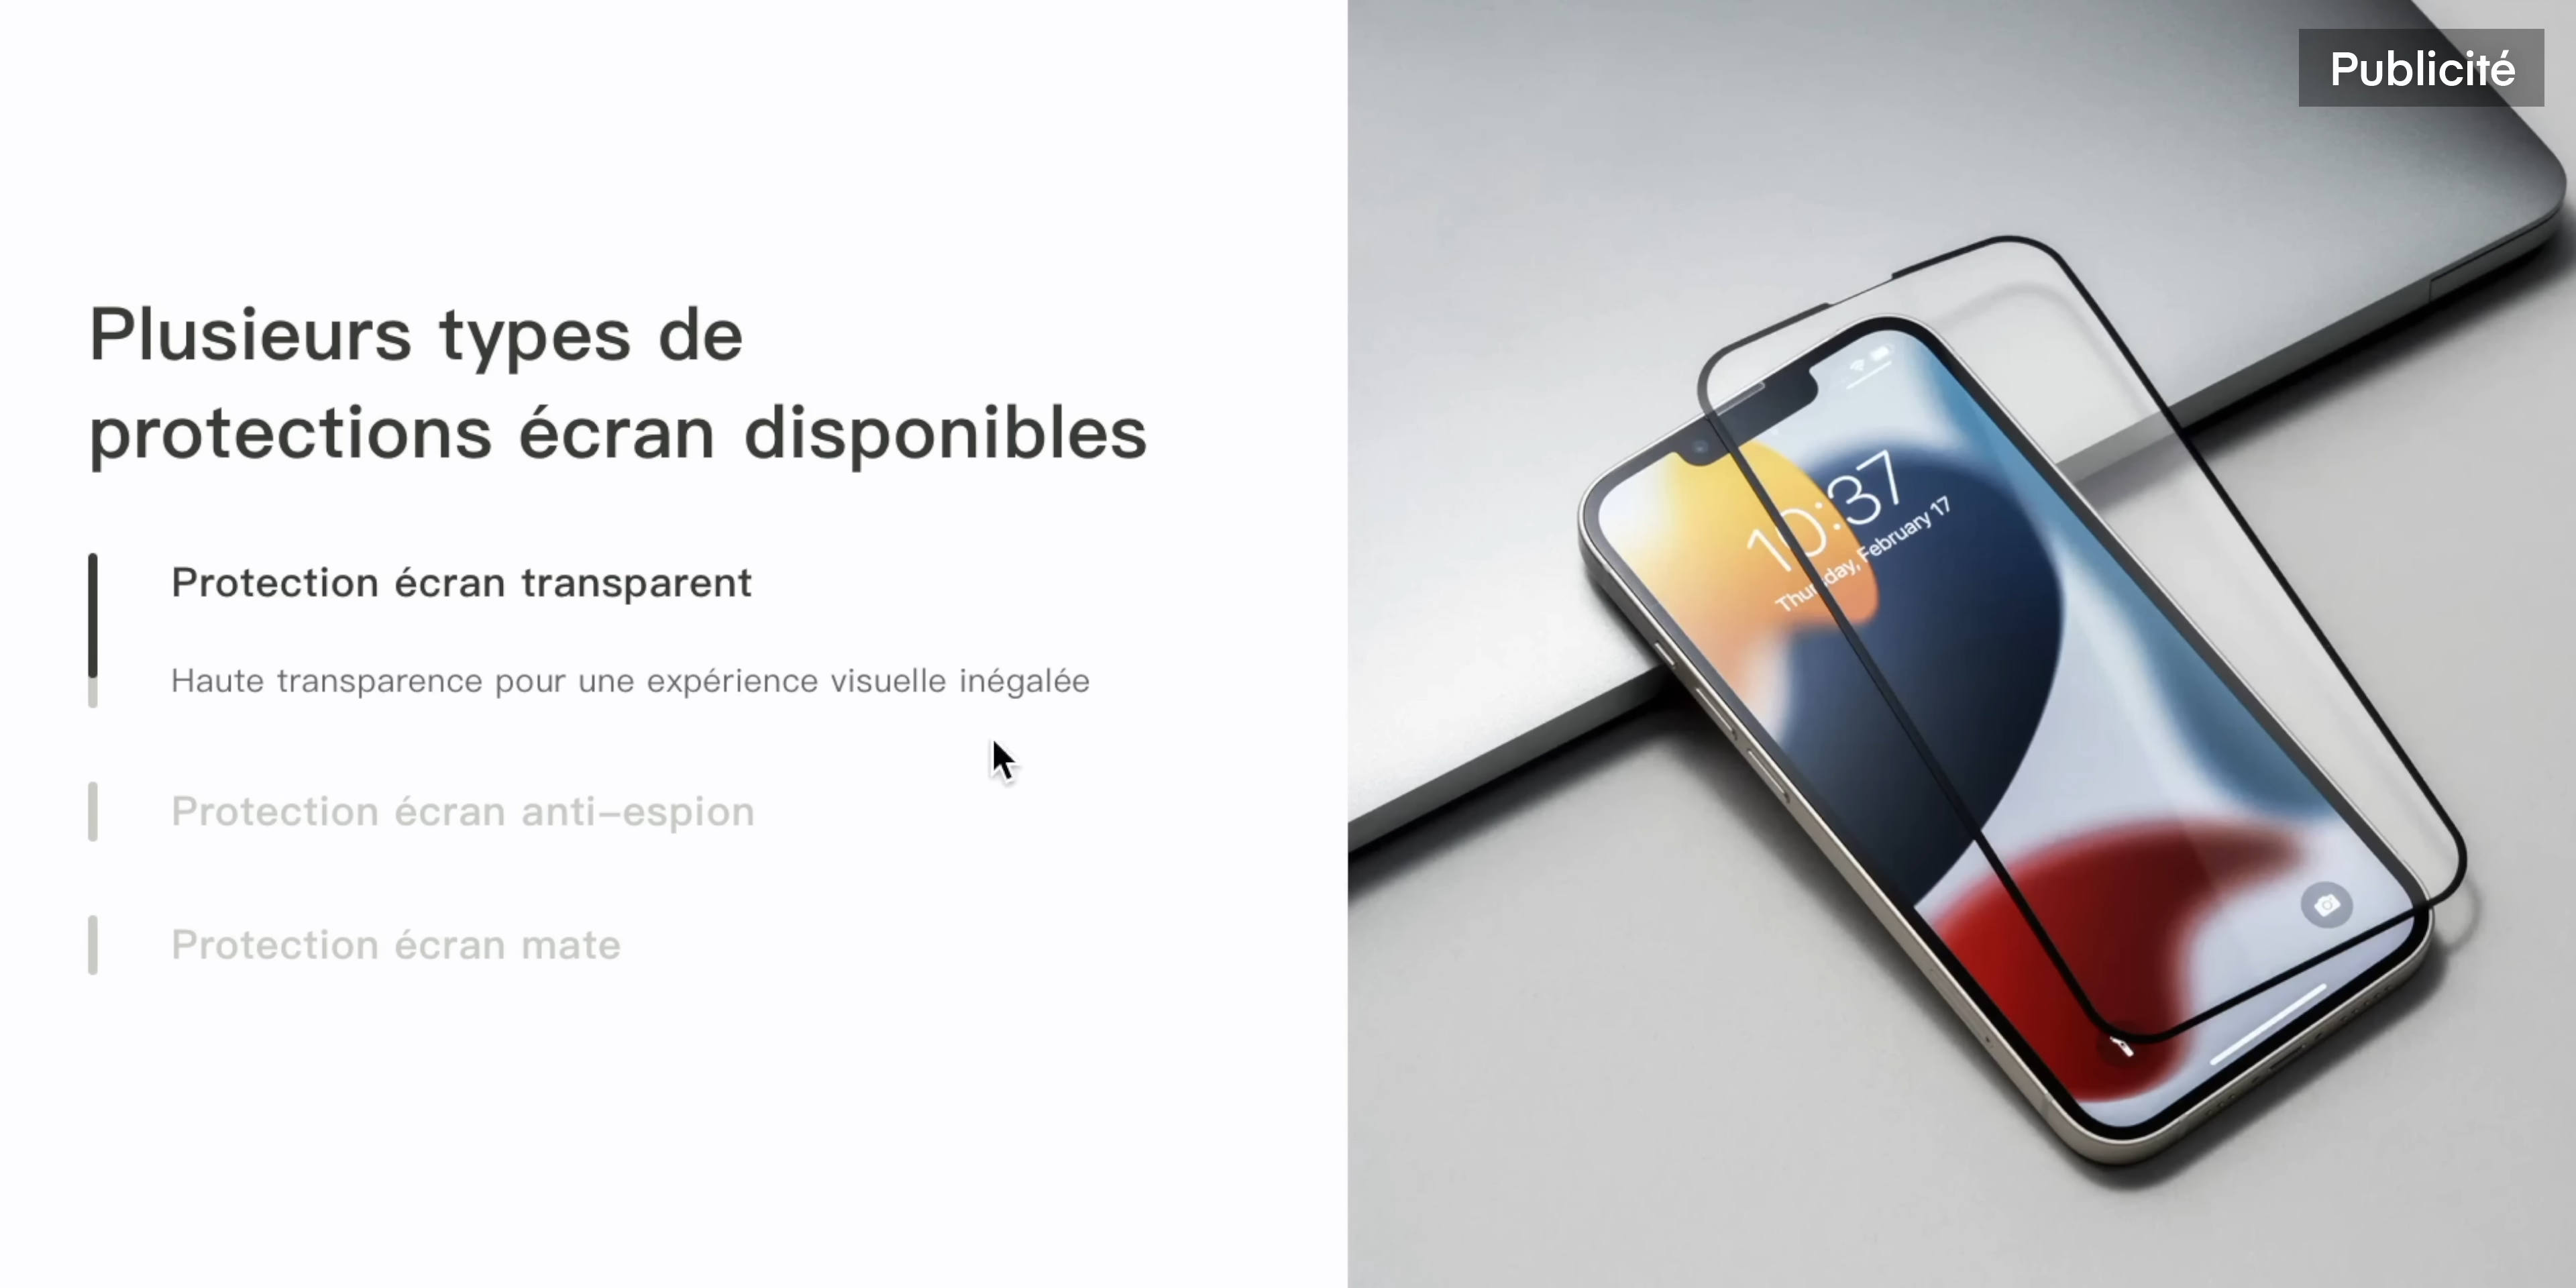 Publicité
Plusieurs types de
protections écran disponibles
Protection écran transparent
Haute transparence pour une expérience visuelle inégalée
Protection écran anti-espion
Protection écran mate
10:37
Thursday, February 17